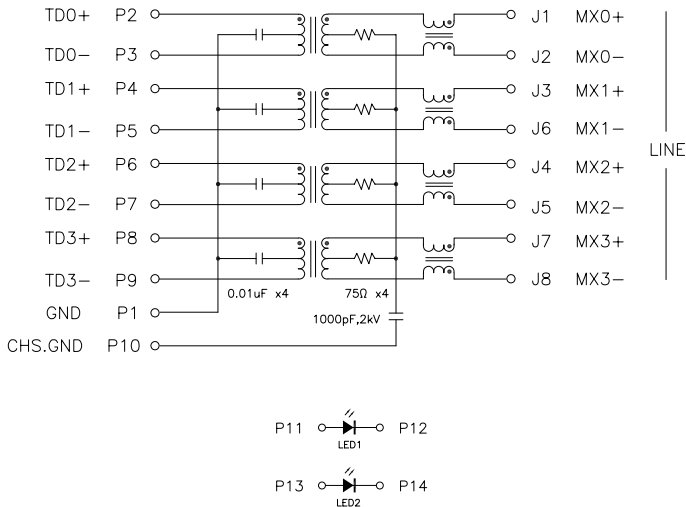 TD0+ P2 J1 MX0+
TD0- P3 J2 MX0-
TD1+ P4 J3 MX1+
TD1- P5 J6 MX1-
LINE
TD2+ P6 J4 MX2+
TD2- P7 J5 MX2-
TD3+ P8 J7 MX3+
TD3- P9 J8 MX3-
0.01uF x4 75Ω x4
GND P1
1000pF,2kV
CHS.GND P10
P11 P12
LED1
P13 P14
LED2